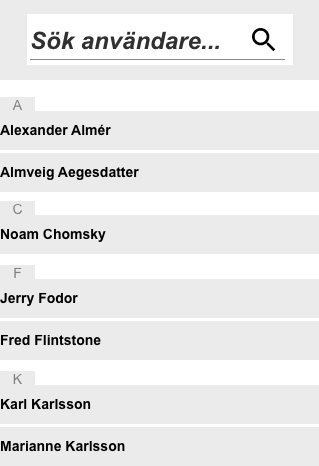 Sök användare...
A
Alexander Almér
Almveig Aegesdatter
C
Noam Chomsky
F
Jerry Fodor
Fred Flintstone
K
Karl Karlsson
Marianne Karlsson